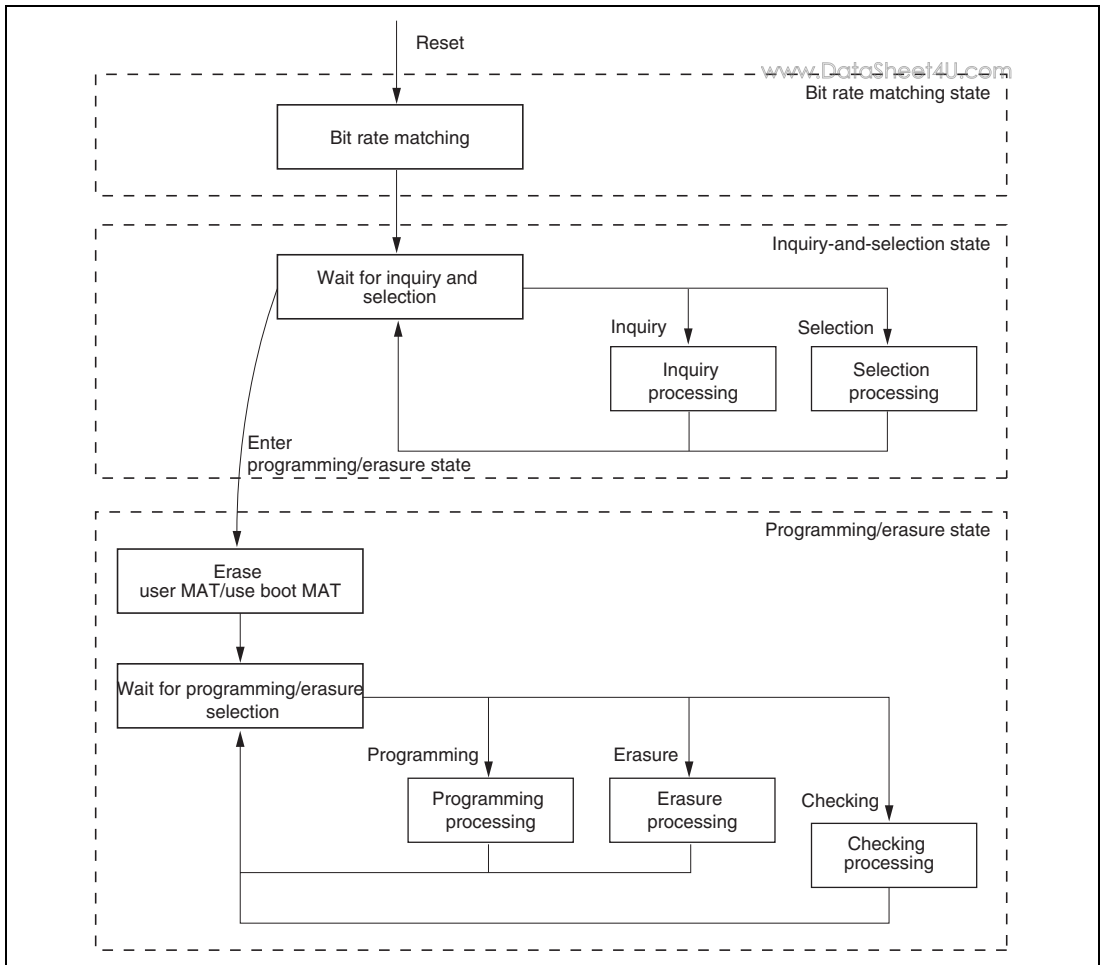 Reset
www.DataSheet4U.com
Bit rate matching state
Bit rate matching
Inquiry-and-selection state
Wait for inquiry and
selection
Inquiry
Selection
Inquiry
processing
Selection
processing
Enter
programming/erasure state
Programming/erasure state
Erase
user MAT/use boot MAT
Wait for programming/erasure
selection
Programming
Erasure
Programming
processing
Erasure
processing
Checking
Checking
processing